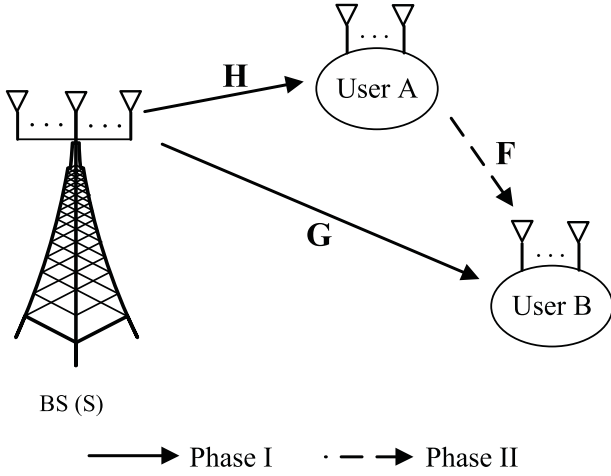 User A
H
F
G
User B
BS (S)
Phase I
Phase II